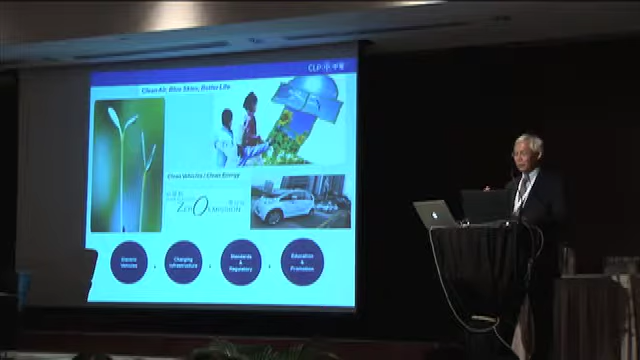 CLP 中電
Clean Air, Blue Skies, Better Life
Clean Vehicles / Clean Energy
ZERO EMISSION
Electric
Vehicles
Charging
Infrastructure
Standards
&
Regulatory
Education
&
Promotion